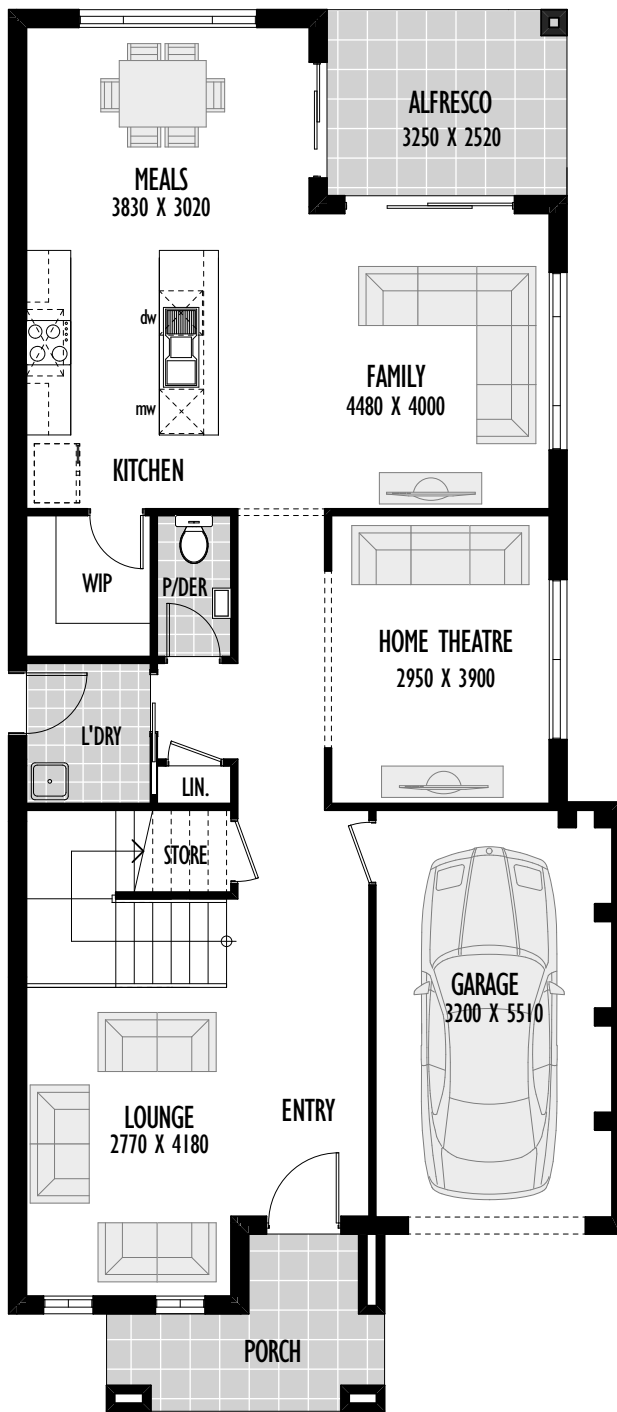 ALFRESCO
3250 X 2520
MEALS
3830 X 3020
dw
FAMILY
4480 X 4000
mw
KITCHEN
WIP
P/DER
HOME THEATRE
2950 X 3900
L'DRY
LIN.
STORE
GARAGE
3200 X 5510
LOUNGE
2770 X 4180
ENTRY
PORCH